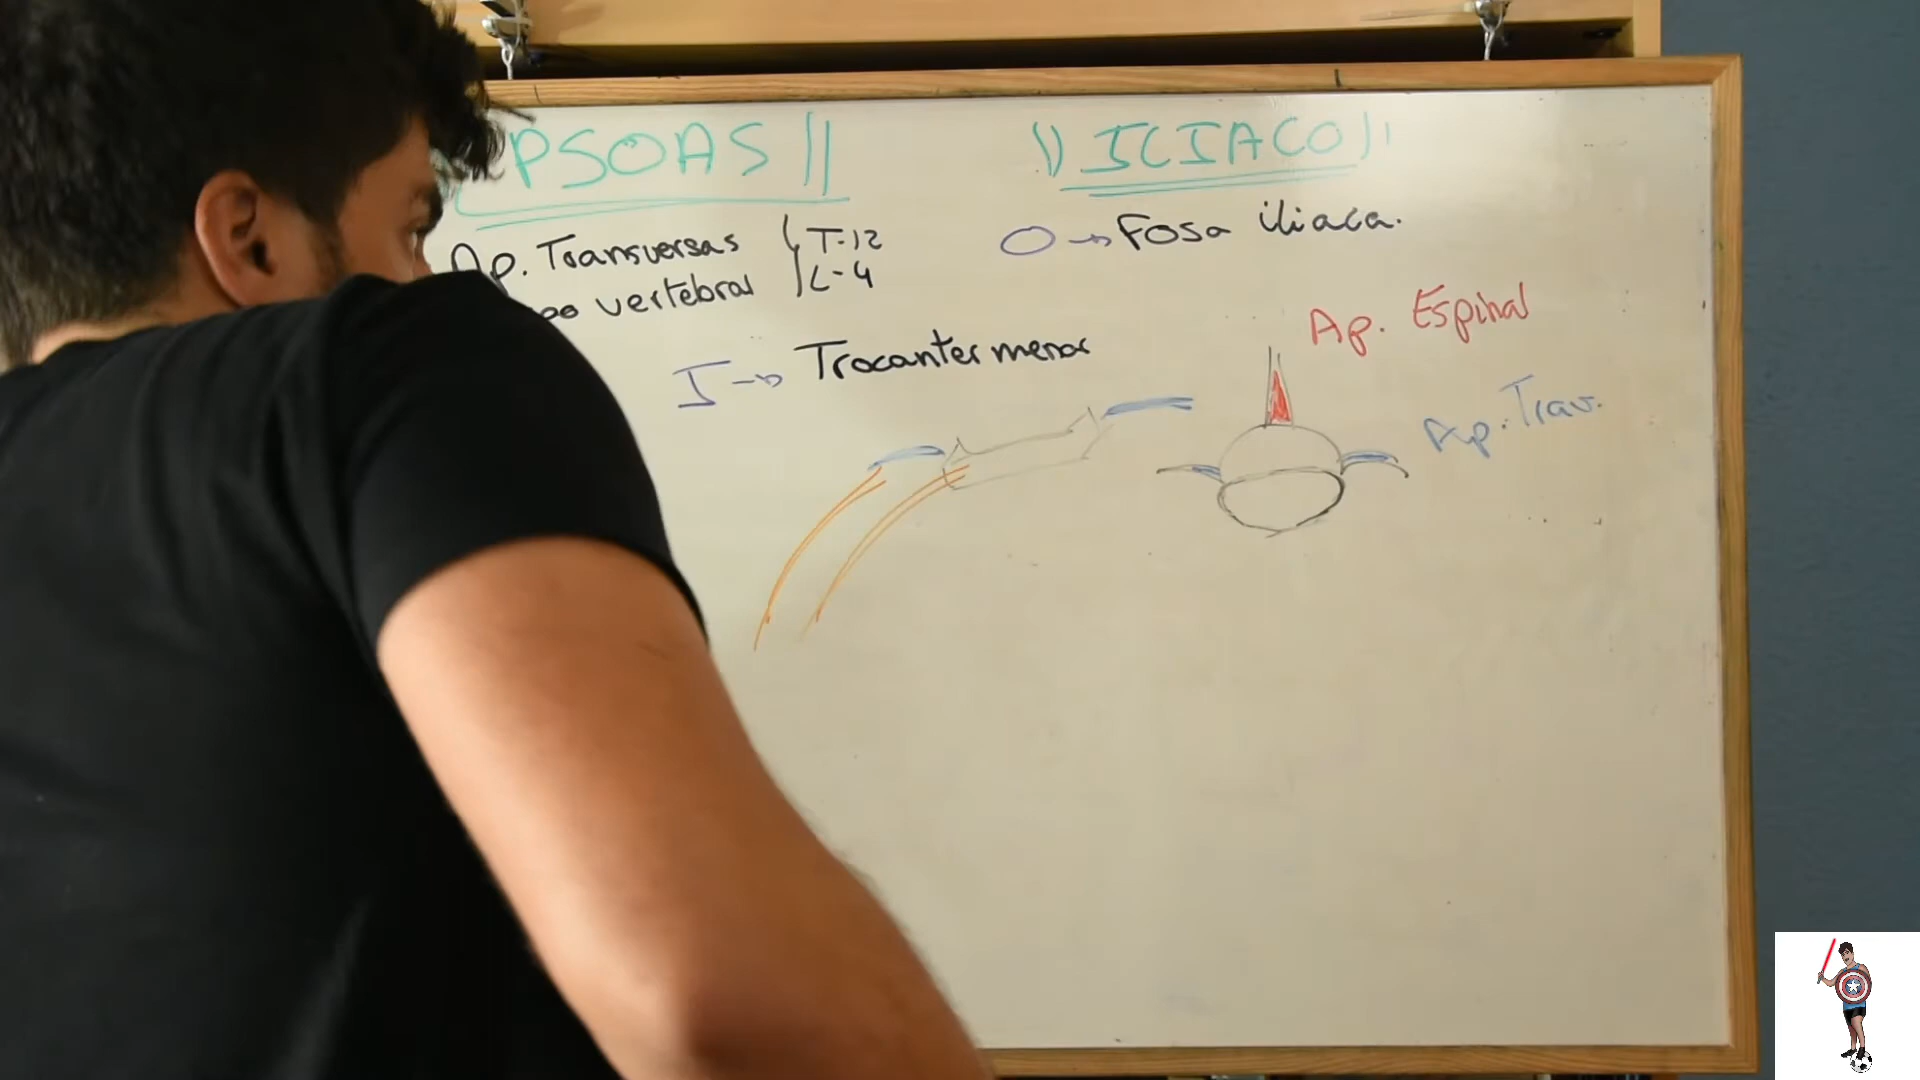 PSOAS
ILIACO
Ap. Transversas
T-12
vertebral
L-4
O → Fosa iliaca.
I → Trocanter menor
Ap. Espinal
Ap. Trav.